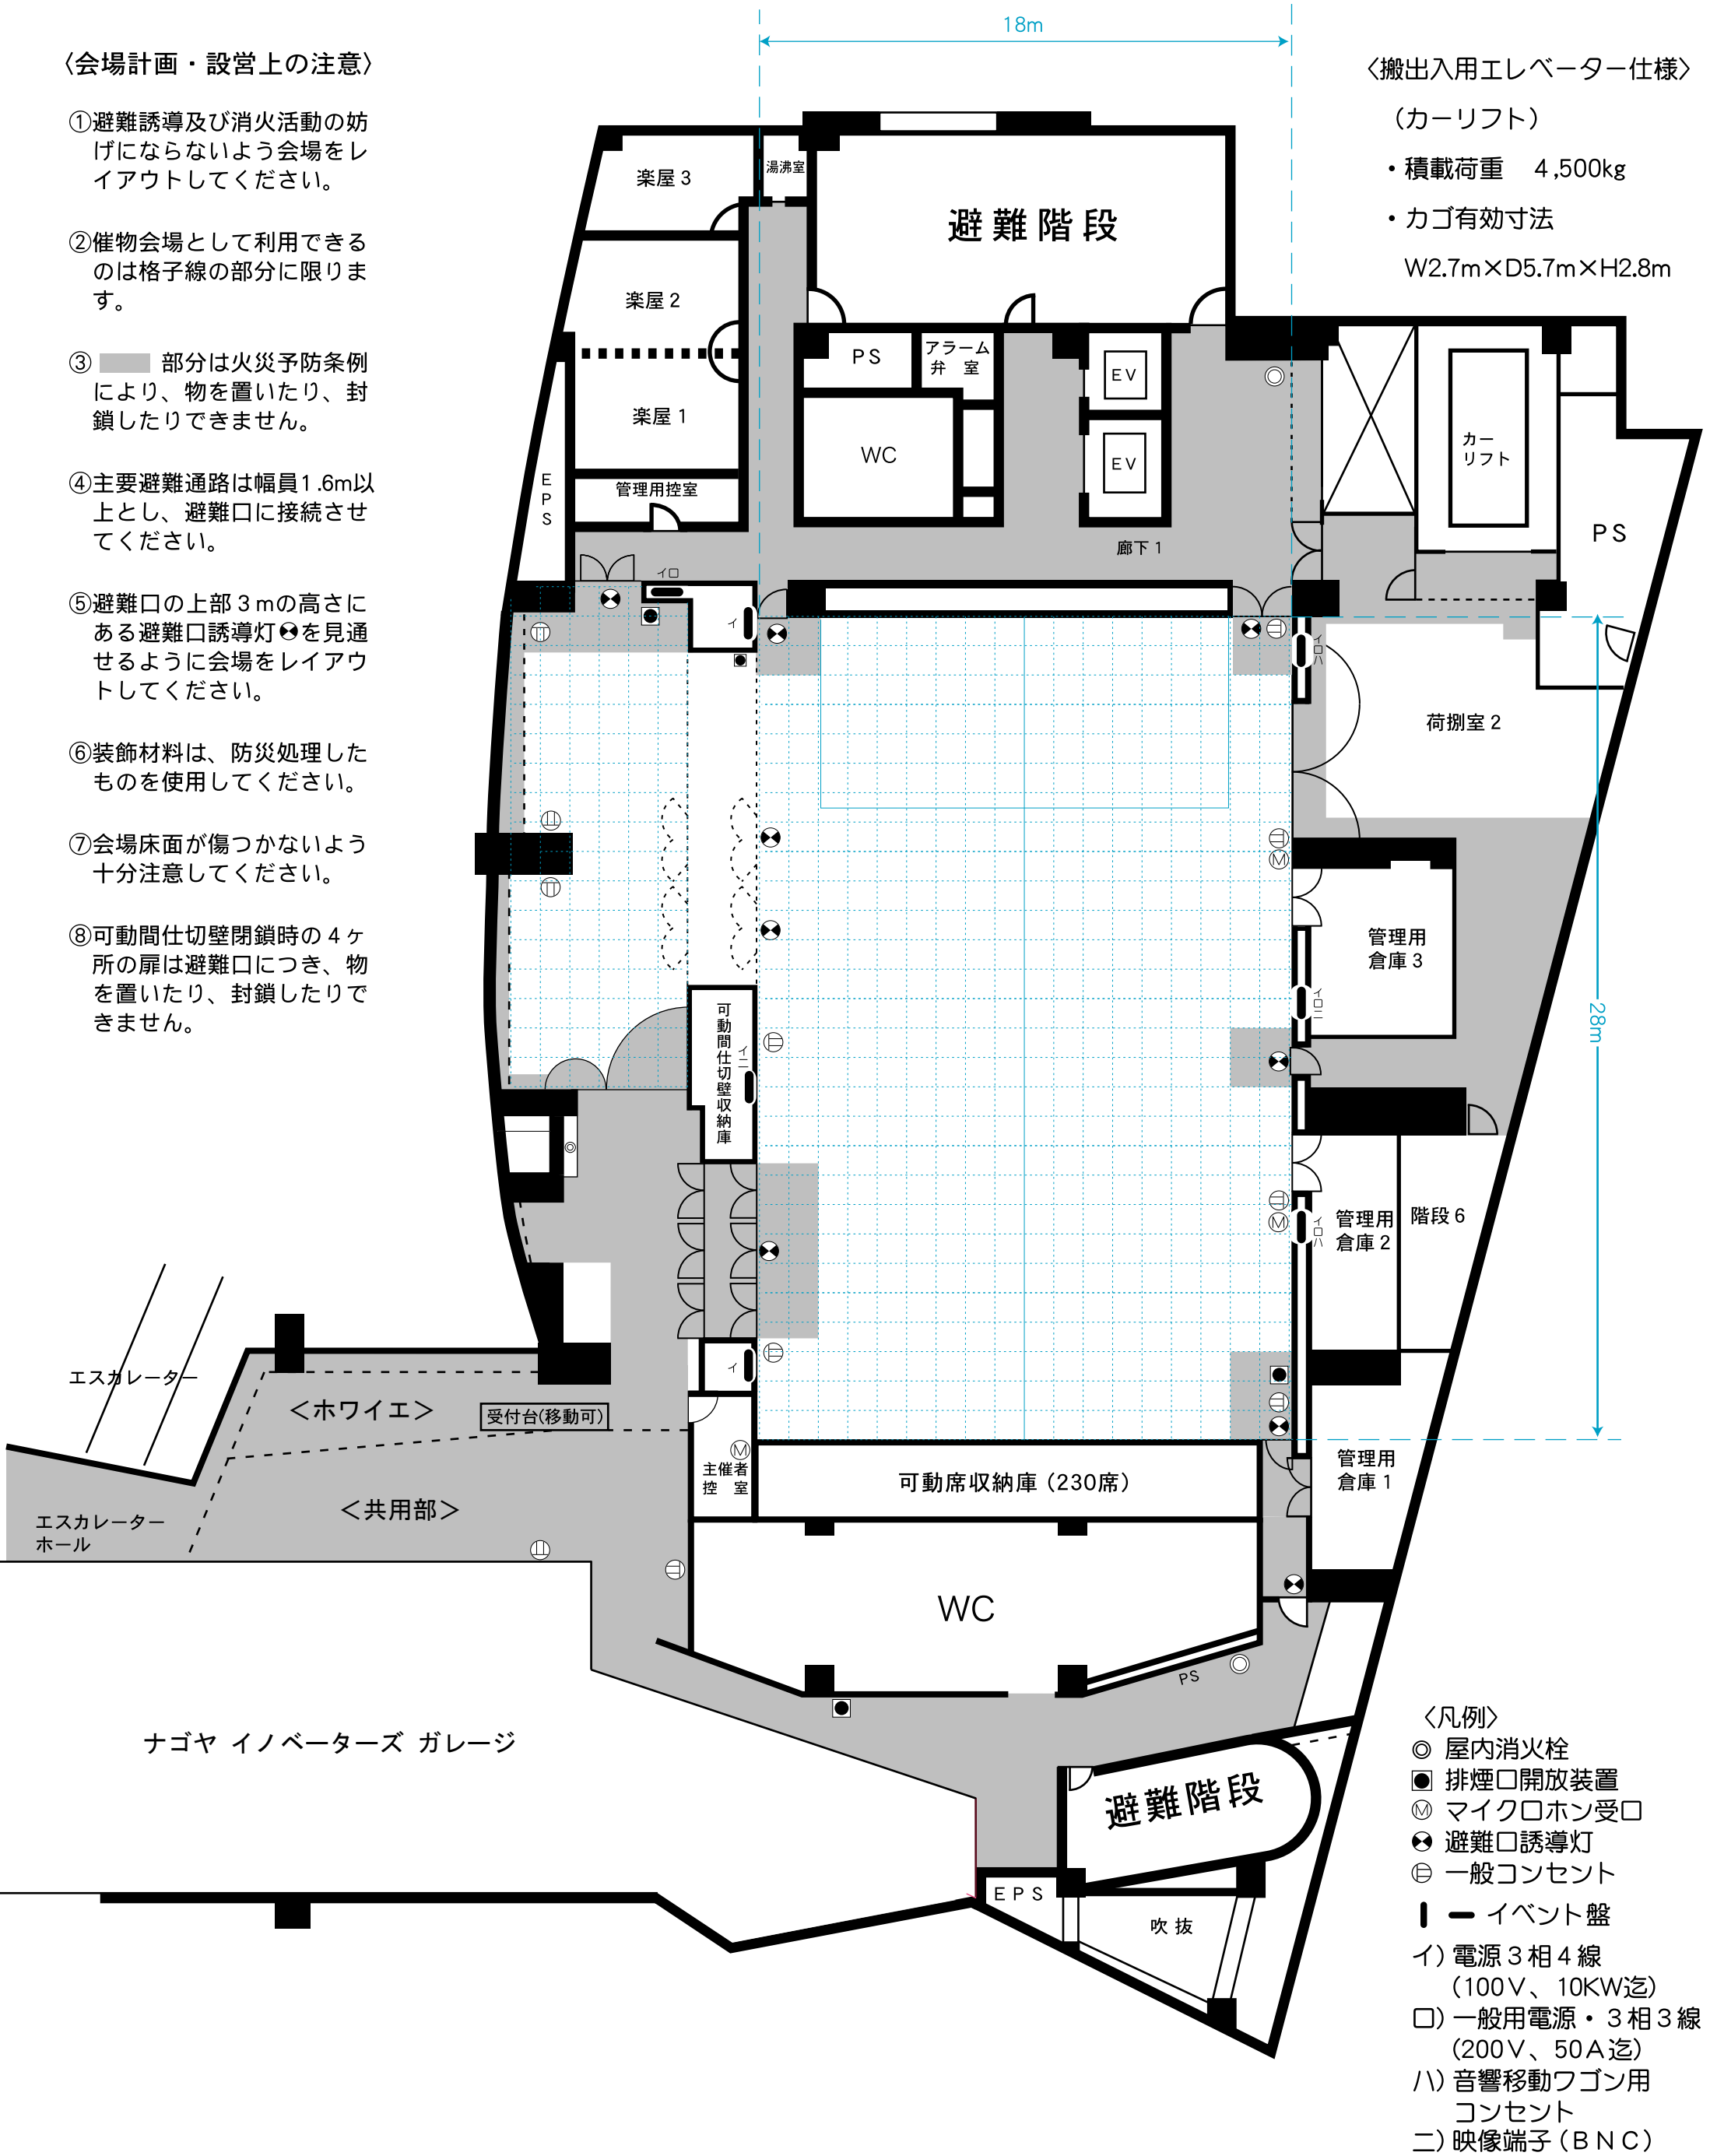 18m
〈会場計画・設営上の注意〉
①避難誘導及び消火活動の妨
げにならないよう会場をレ
イアウトしてください。
②催物会場として利用できる
のは格子線の部分に限りま
す。
③　　部分は火災予防条例
により、物を置いたり、封
鎖したりできません。
④主要避難通路は幅員1.6m以
上とし、避難口に接続させ
てください。
⑤避難口の上部３mの高さに
ある避難口誘導灯を見通
せるように会場をレイアウ
トしてください。
⑥装飾材料は、防災処理した
ものを使用してください。
⑦会場床面が傷つかないよう
十分注意してください。
⑧可動間仕切壁閉鎖時の４ヶ
所の扉は避難口につき、物
を置いたり、封鎖したりで
きません。
〈搬出入用エレベーター仕様〉
（カーリフト）
・積載荷重　4,500kg
・カゴ有効寸法
W2.7m×D5.7m×H2.8m
楽屋３
湯沸室
避難階段
楽屋２
楽屋１
管理用控室
EPS
PS
アラーム
弁　室
WC
EV
EV
カー
リフト
PS
廊下１
イロ
イ
イロハ
荷捌室２
管理用
倉庫３
イロニ
28m
可動間仕切壁収納庫
イニ
管理用
倉庫２
階段６
イロハ
イ
エスカレーター
＜ホワイエ＞
受付台(移動可)
M
M
M
主催者
控　室
可動席収納庫（230席）
管理用
倉庫１
＜共用部＞
エスカレーター
ホール
WC
PS
ナゴヤ イノベーターズ ガレージ
避難階段
EPS
吹抜
〈凡例〉
◎ 屋内消火栓
排煙口開放装置
Ⓜ マイクロホン受口
避難口誘導灯
一般コンセント
イベント盤
イ）電源３相４線
（100Ｖ、10KW迄）
ロ）一般用電源・３相３線
（200Ｖ、50Ａ迄）
ハ）音響移動ワゴン用
コンセント
ニ）映像端子（ＢＮＣ）